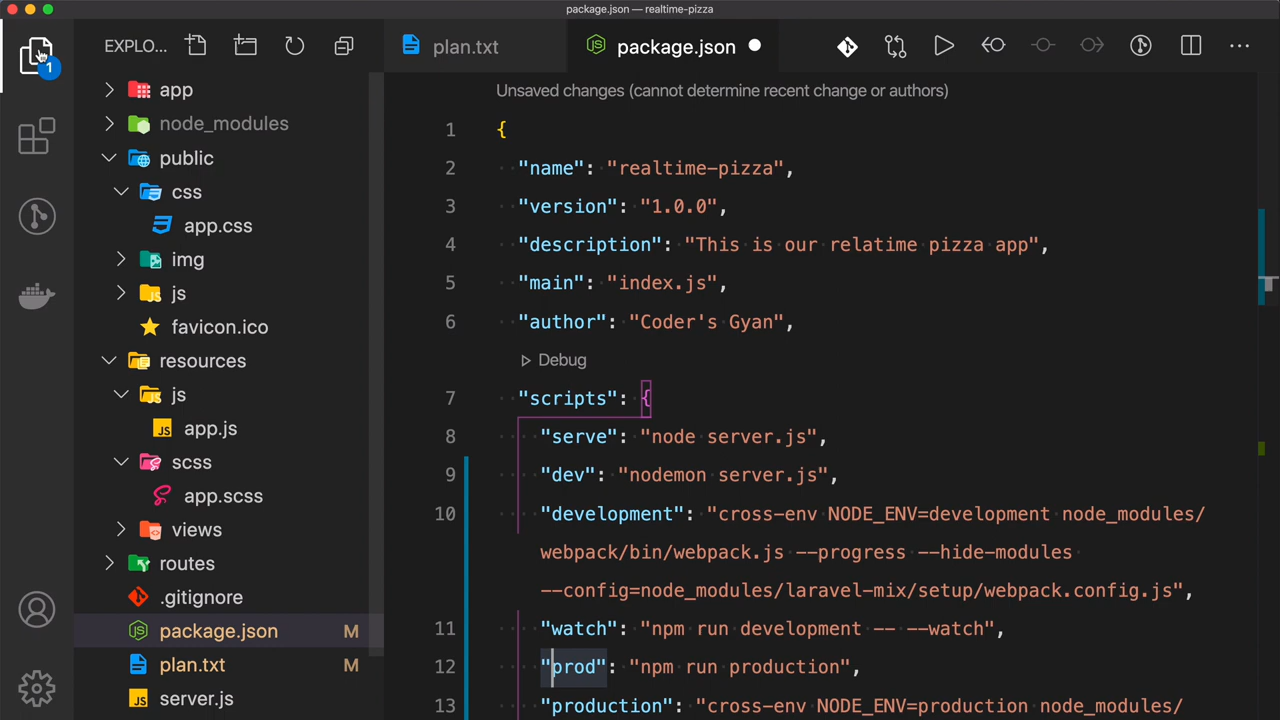 package.json — realtime-pizza
EXPLO...
plan.txt
package.json
1
app
node_modules
public
css
app.css
img
js
favicon.ico
resources
js
app.js
scss
app.scss
views
routes
.gitignore
package.json M
plan.txt M
server.js
Unsaved changes (cannot determine recent change or authors)
1 {
2 "name": "realtime-pizza",
3 "version": "1.0.0",
4 "description": "This is our relatime pizza app",
5 "main": "index.js",
6 "author": "Coder's Gyan",
Debug
7 "scripts": {
8 "serve": "node server.js",
9 "dev": "nodemon server.js",
10 "development": "cross-env NODE_ENV=development node_modules/
webpack/bin/webpack.js --progress --hide-modules
--config=node_modules/laravel-mix/setup/webpack.config.js",
11 "watch": "npm run development -- --watch",
12 "prod": "npm run production",
13 "production": "cross-env NODE_ENV=production node_modules/